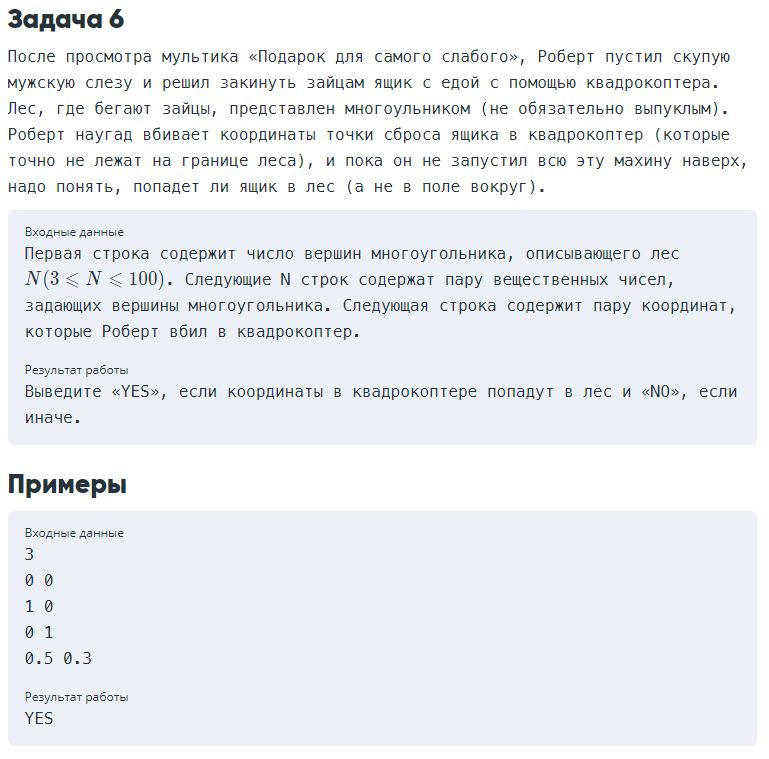 Задача 6
После просмотра мультика «Подарок для самого слабого», Роберт пустил скупую
мужскую слезу и решил закинуть зайцам ящик с едой с помощью квадрокоптера.
Лес, где бегают зайцы, представлен многоульником (не обязательно выпуклым).
Роберт наугад вбивает координаты точки сброса ящика в квадрокоптер (которые
точно не лежат на границе леса), и пока он не запустил всю эту махину наверх,
надо понять, попадет ли ящик в лес (а не в поле вокруг).
Входные данные
Первая строка содержит число вершин многоугольника, описывающего лес
N(3 ⩽ N ⩽ 100). Следующие N строк содержат пару вещественных чисел,
задающих вершины многоугольника. Следующая строка содержит пару координат,
которые Роберт вбил в квадрокоптер.
Результат работы
Выведите «YES», если координаты в квадрокоптере попадут в лес и «NO», если
иначе.
Примеры
Входные данные
3
0 0
1 0
0 1
0.5 0.3
Результат работы
YES